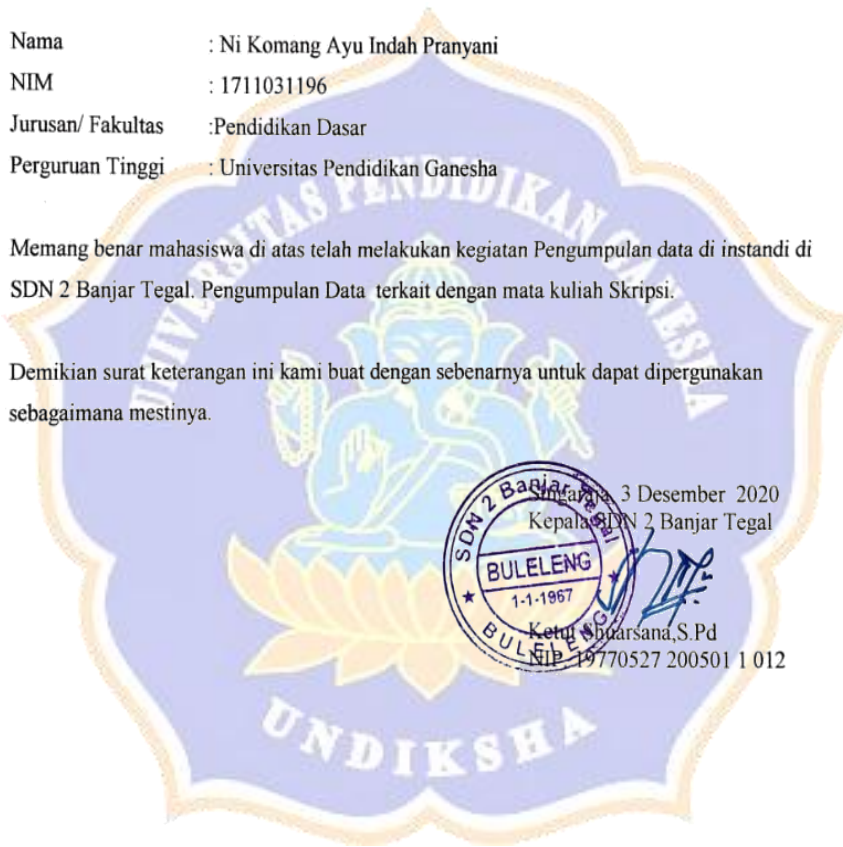 Nama : Ni Komang Ayu Indah Pranyani
NIM : 1711031196
Jurusan/ Fakultas :Pendidikan Dasar
Perguruan Tinggi : Universitas Pendidikan Ganesha
UNIVERSITAS PENDIDIKAN GANESHA
Memang benar mahasiswa di atas telah melakukan kegiatan Pengumpulan data di instandi di
SDN 2 Banjar Tegal. Pengumpulan Data terkait dengan mata kuliah Skripsi.
Demikian surat keterangan ini kami buat dengan sebenarnya untuk dapat dipergunakan
sebagaimana mestinya.
Singaraja, 3 Desember 2020
Kepala SDN 2 Banjar Tegal
SDN 2 Banjar Tegal
BULELENG
1-1-1967
BULELENG
Ketut,S.Pd
NIP. 19770527 200501 1 012
UNDIKSHA